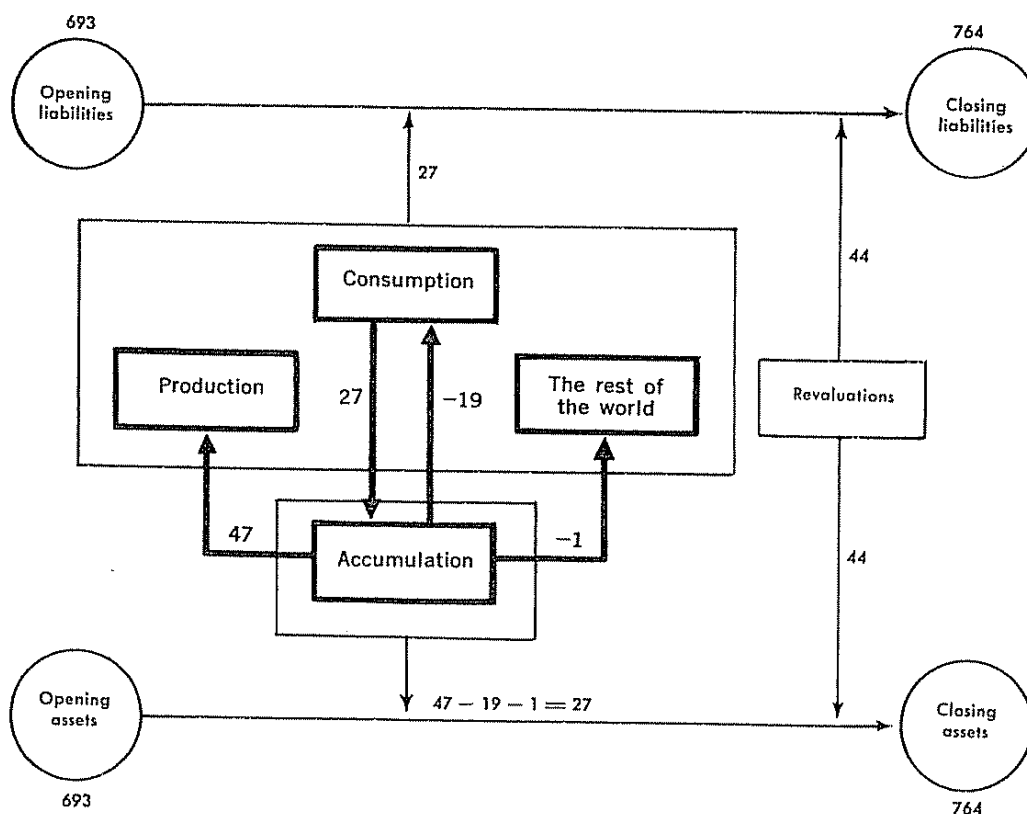 693
764
Opening
liabilities
Closing
liabilities
27
44
Consumption
Production
27
-19
The rest of
the world
Revaluations
47
Accumulation
-1
44
Opening
assets
47 - 19 - 1 = 27
Closing
assets
693
764